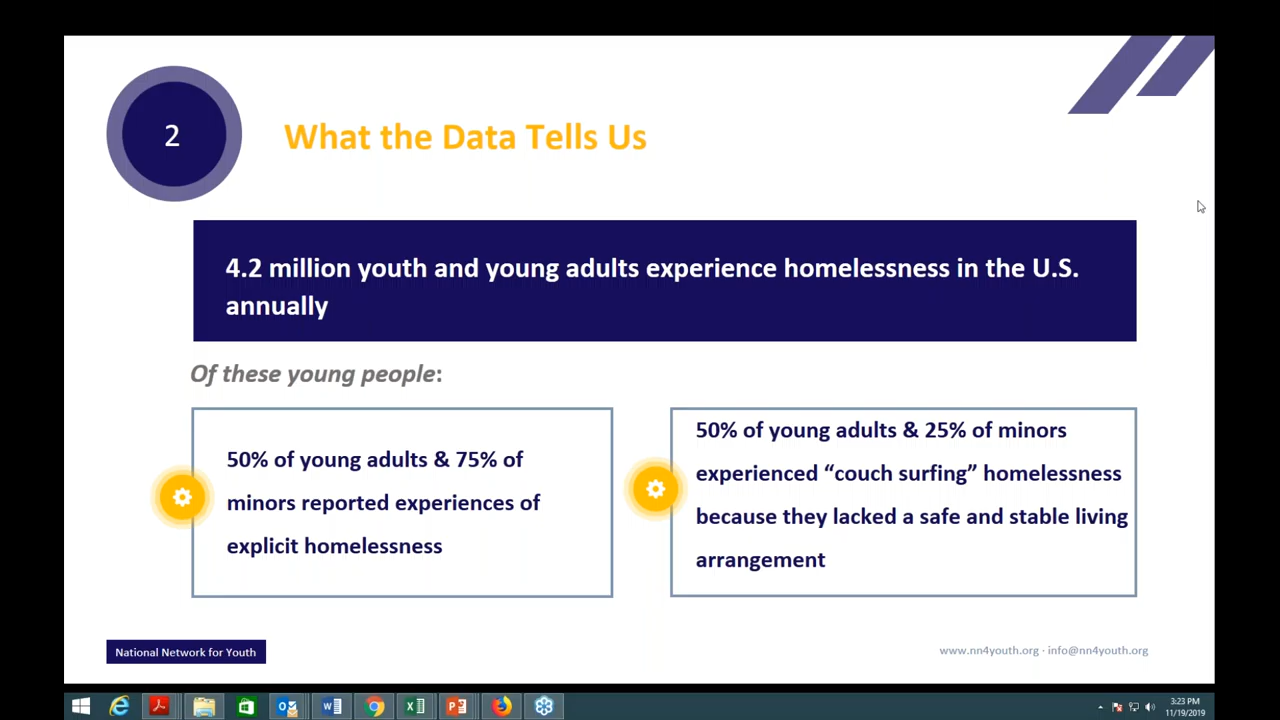 2
What the Data Tells Us
4.2 million youth and young adults experience homelessness in the U.S.
annually
Of these young people:
50% of young adults & 75% of
minors reported experiences of
explicit homelessness
50% of young adults & 25% of minors
experienced “couch surfing” homelessness
because they lacked a safe and stable living
arrangement
National Network for Youth
www.nn4youth.org · info@nn4youth.org
3:23 PM
11/19/2019